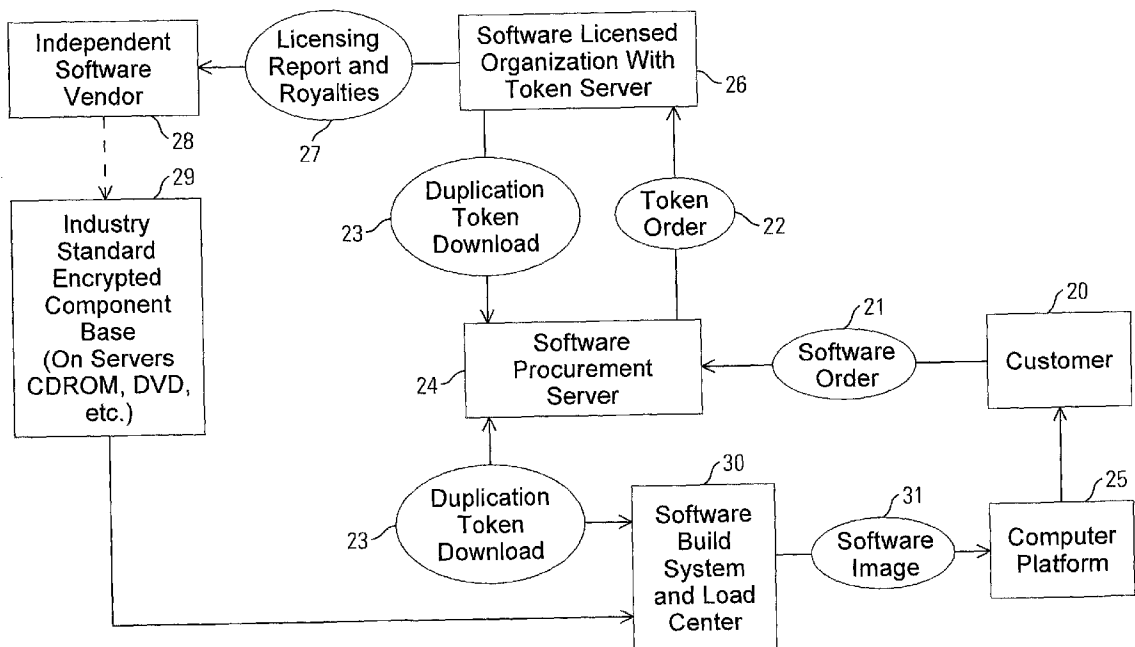 Independent
Software
Vendor
28
Licensing
Report and
Royalties
27
Software Licensed
Organization With
Token Server
26
29
Industry
Standard
Encrypted
Component
Base
(On Servers
CDROM, DVD,
etc.)
23
Duplication
Token
Download
Token
Order
22
24
Software
Procurement
Server
21
Software
Order
20
Customer
23
Duplication
Token
Download
30
Software
Build
System
and Load
Center
31
Software
Image
25
Computer
Platform